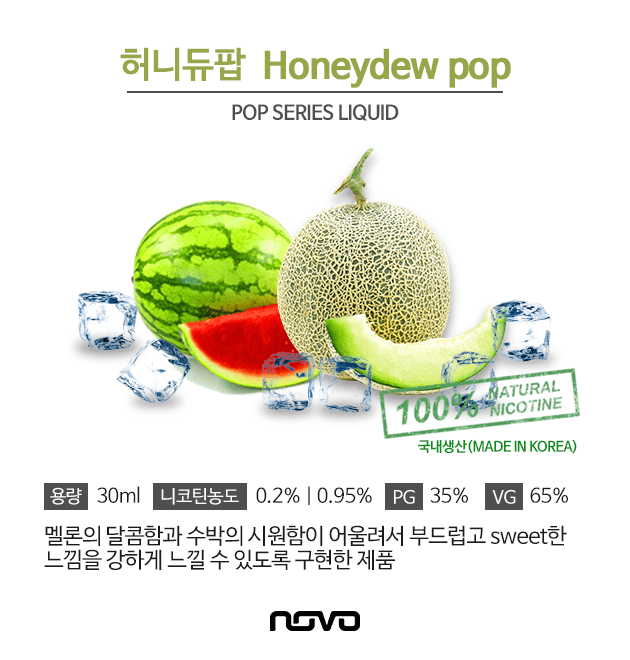 허니듀팝 Honeydew pop
POP SERIES LIQUID
100% NATURAL NICOTINE
국내생산(MADE IN KOREA)
용량 30ml 니코틴농도 0.2% | 0.95% PG 35% VG 65%
멜론의 달콤함과 수박의 시원함이 어울려서 부드럽고 sweet한
느낌을 강하게 느낄 수 있도록 구현한 제품
novo